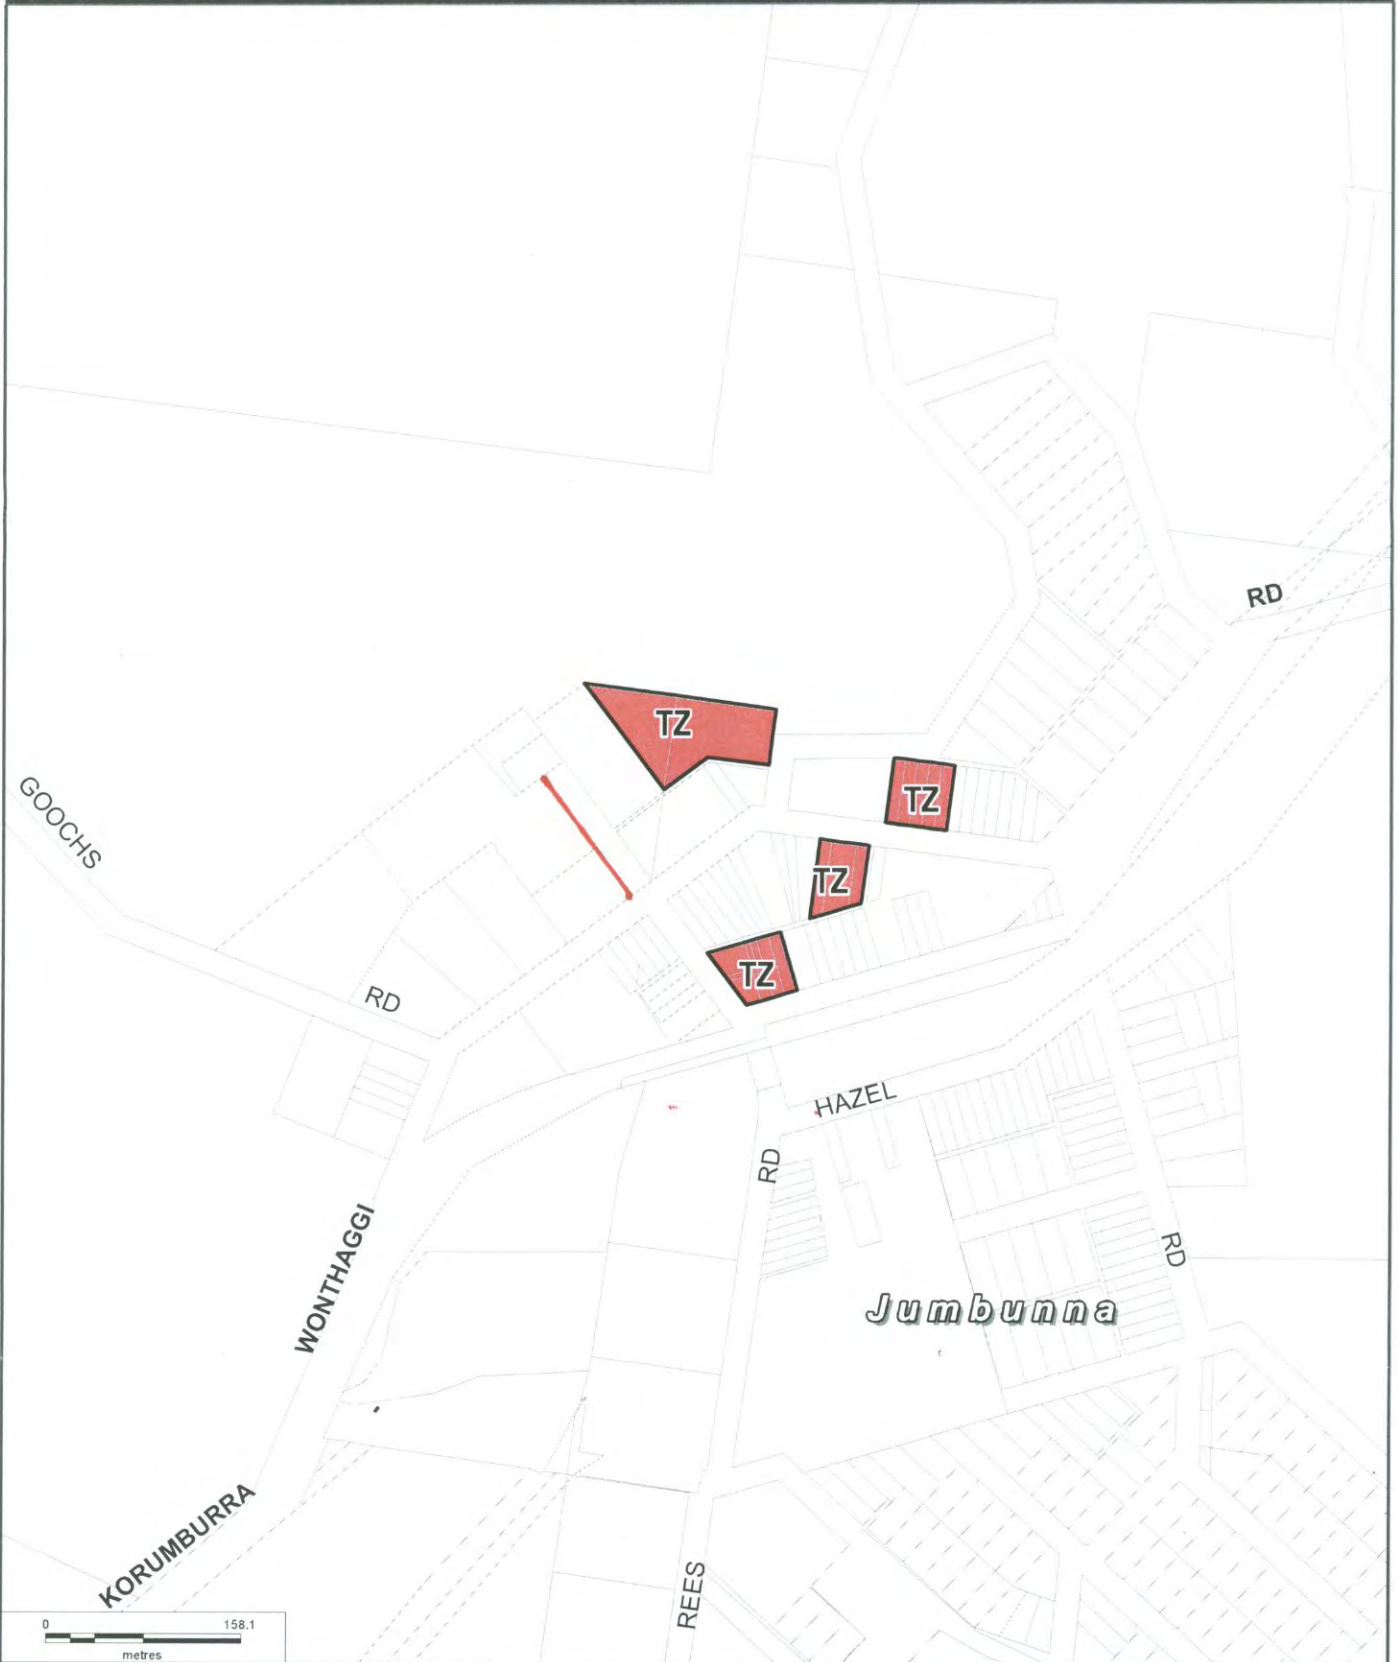 RD
TZ
TZ
GOOCHS
TZ
TZ
RD
HAZEL
RD
WONTHAGGI
RD
Jumbunna
KORUMBURRA
REES
0 158.1
metres